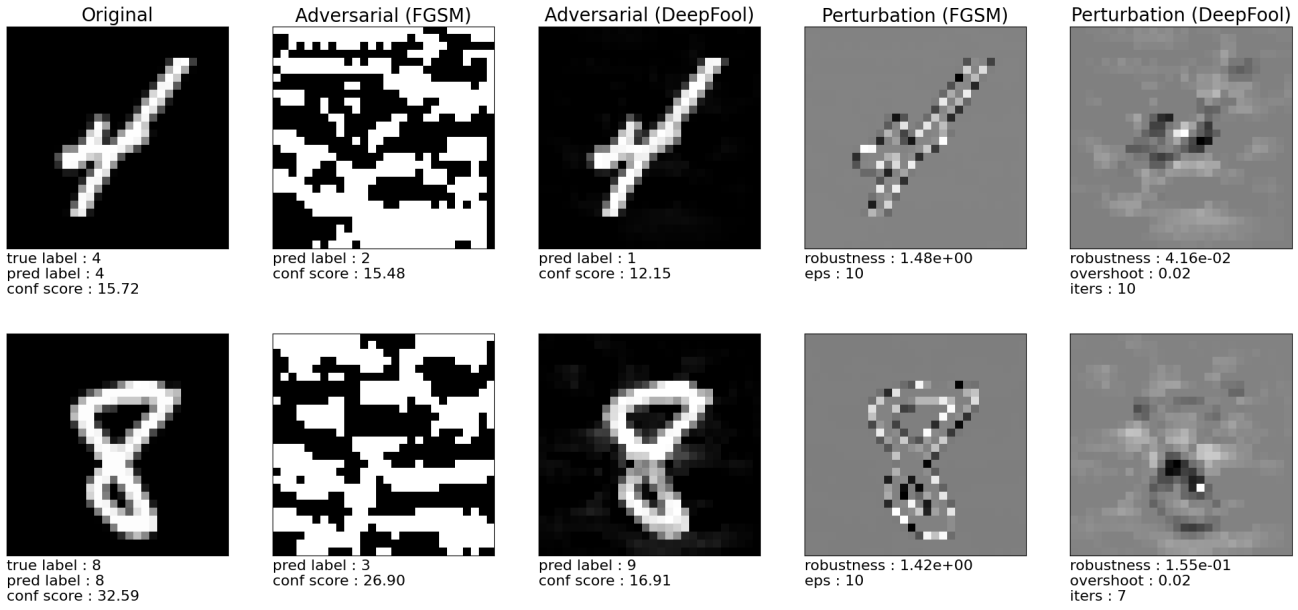 Original
Adversarial (FGSM)
Adversarial (DeepFool)
Perturbation (FGSM)
Perturbation (DeepFool)
true label : 4
pred label : 4
conf score : 15.72
pred label : 2
conf score : 15.48
pred label : 1
conf score : 12.15
robustness : 1.48e+00
eps : 10
robustness : 4.16e-02
overshoot : 0.02
iters : 10
true label : 8
pred label : 8
conf score : 32.59
pred label : 3
conf score : 26.90
pred label : 9
conf score : 16.91
robustness : 1.42e+00
eps : 10
robustness : 1.55e-01
overshoot : 0.02
iters : 7